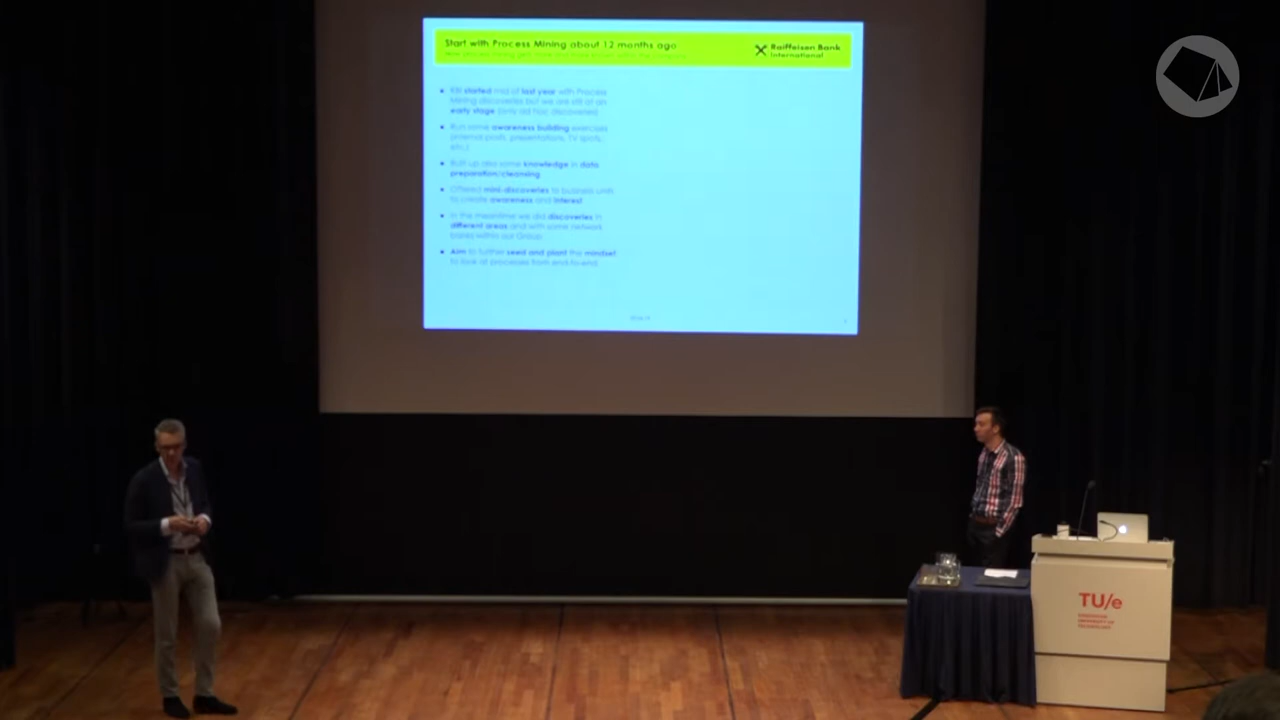 Start with Process Mining about 12 months ago
Raiffeisen Bank
International
RBI started mid of last year with Process
Mining discoveries but we are still at an
early stage (only ad hoc discoveries)
Run some awareness building exercises
(internal posts, presentations, TV spots,
etc.)
Built up also some knowledge in data
preparation/cleansing
Offered mini-discoveries to business units
to create awareness and interest
In the meantime we did discoveries in
different areas and with some network
banks within our Group
Aim to further seed and plant the mindset
to look at processes from end-to-end
TU/e
EINDHOVEN
UNIVERSITY OF
TECHNOLOGY